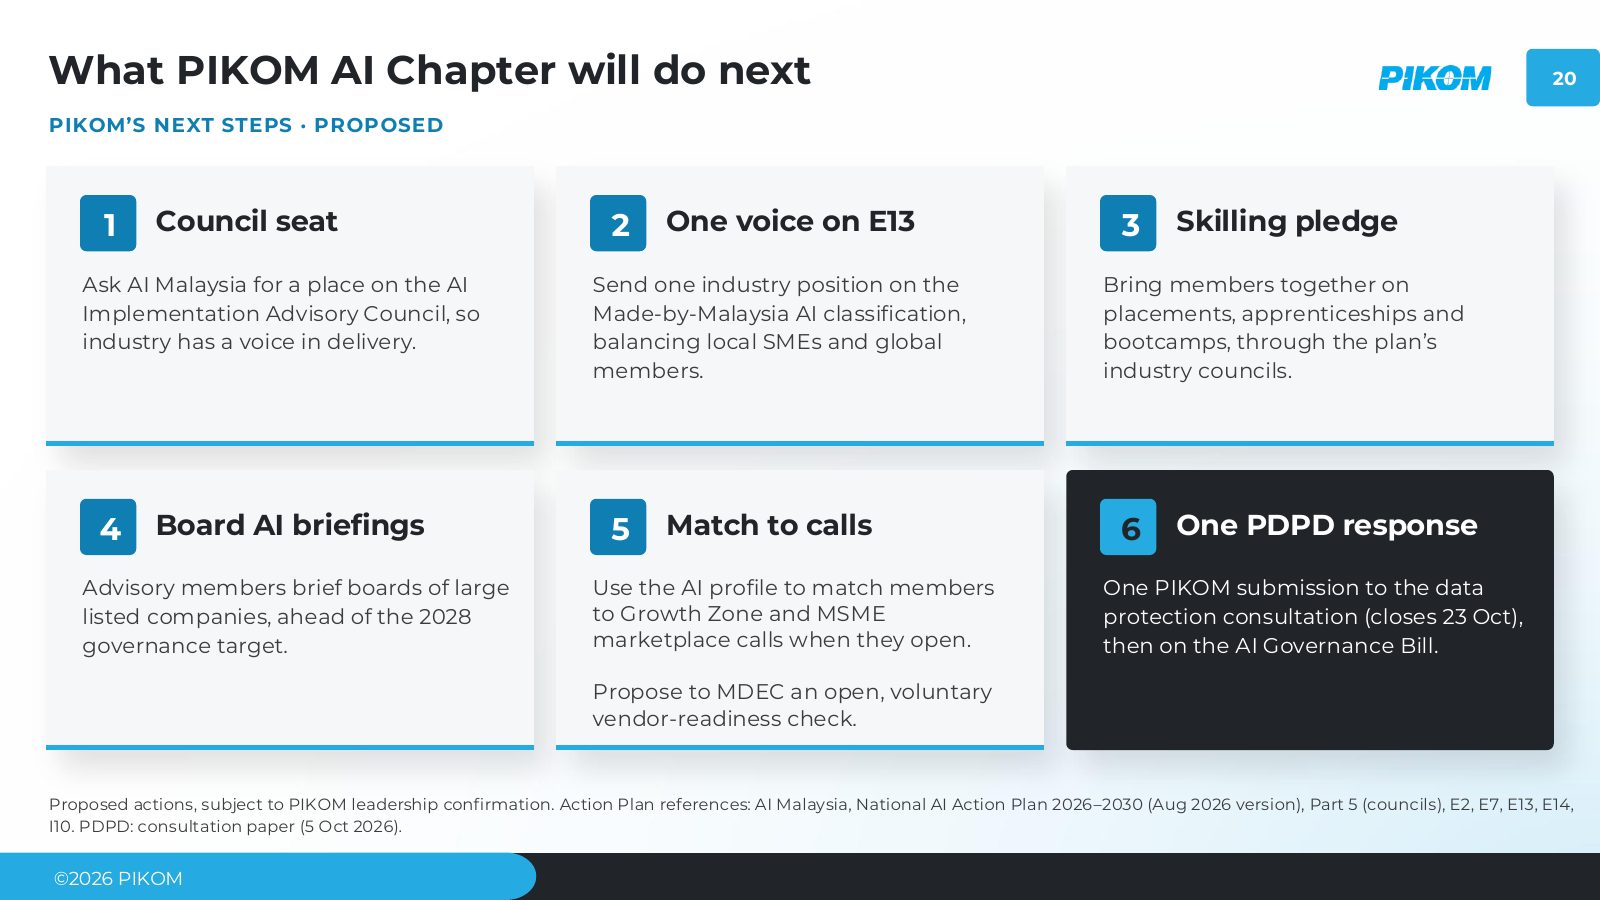 What PIKOM AI Chapter will do next
PIKOM
20
PIKOM’S NEXT STEPS · PROPOSED
1
Council seat
Ask AI Malaysia for a place on the AI
Implementation Advisory Council, so
industry has a voice in delivery.
2
One voice on E13
Send one industry position on the
Made-by-Malaysia AI classification,
balancing local SMEs and global
members.
3
Skilling pledge
Bring members together on
placements, apprenticeships and
bootcamps, through the plan’s
industry councils.
4
Board AI briefings
Advisory members brief boards of large
listed companies, ahead of the 2028
governance target.
5
Match to calls
Use the AI profile to match members
to Growth Zone and MSME
marketplace calls when they open.
Propose to MDEC an open, voluntary
vendor-readiness check.
6
One PDPD response
One PIKOM submission to the data
protection consultation (closes 23 Oct),
then on the AI Governance Bill.
Proposed actions, subject to PIKOM leadership confirmation. Action Plan references: AI Malaysia, National AI Action Plan 2026–2030 (Aug 2026 version), Part 5 (councils), E2, E7, E13, E14,
I10. PDPD: consultation paper (5 Oct 2026).
©2026 PIKOM